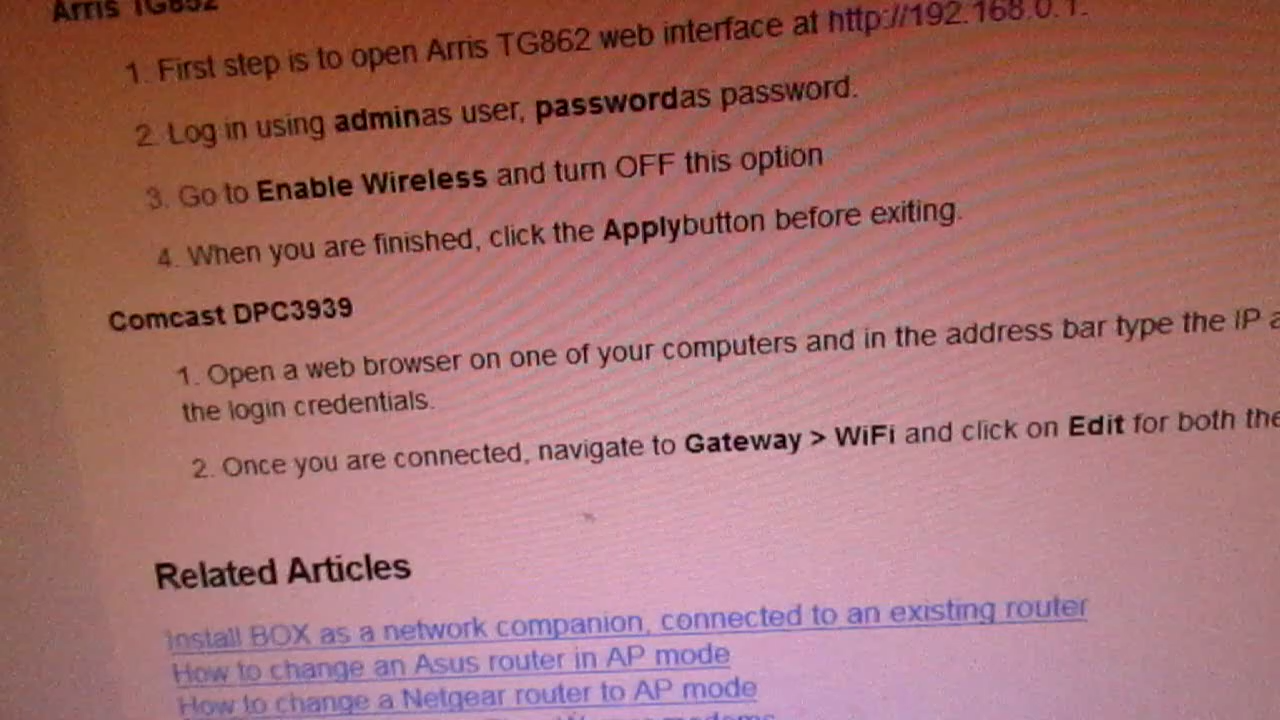 Arris TG852
1. First step is to open Arris TG862 web interface at http://192.168.0.1.
2. Log in using adminas user, passwordas password.
3. Go to Enable Wireless and turn OFF this option
4. When you are finished, click the Applybutton before exiting.
Comcast DPC3939
1. Open a web browser on one of your computers and in the address bar type the IP a
the login credentials.
2. Once you are connected, navigate to Gateway > WiFi and click on Edit for both the
Related Articles
Install BOX as a network companion, connected to an existing router
How to change an Asus router in AP mode
How to change a Netgear router to AP mode
modems